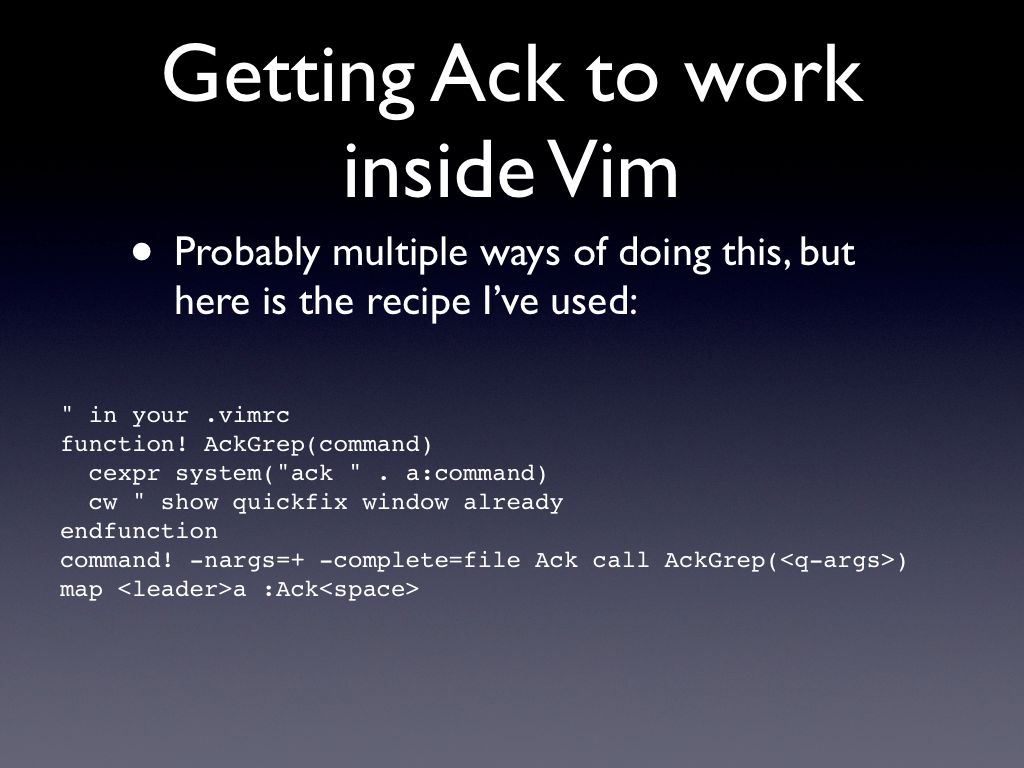 Getting Ack to work
inside Vim
• Probably multiple ways of doing this, but
here is the recipe I’ve used:
" in your .vimrc
function! AckGrep(command)
  cexpr system("ack " . a:command)
  cw " show quickfix window already
endfunction
command! -nargs=+ -complete=file Ack call AckGrep(<q-args>)
map <leader>a :Ack<space>